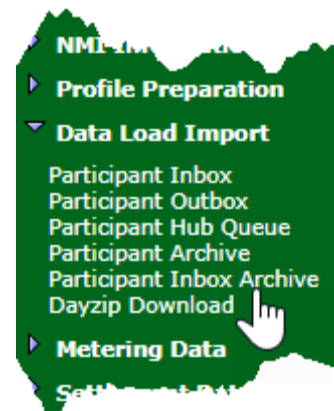 Profile Preparation
Data Load Import
Participant Inbox
Participant Outbox
Participant Hub Queue
Participant Archive
Participant Inbox Archive
Dayzip Download
Metering Data